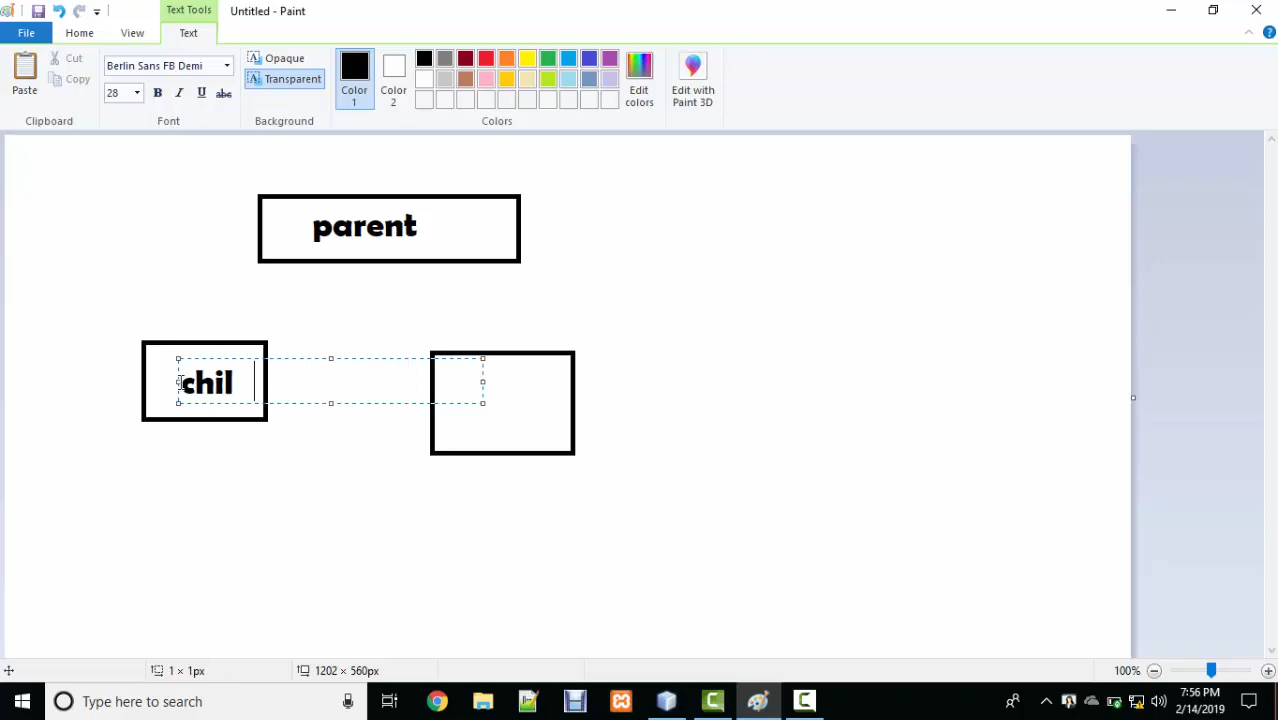 Text Tools
Untitled - Paint
File
Home
View
Text
Paste
Cut
Copy
Clipboard
Berlin Sans FB Demi
28
B I U abc
Font
A Opaque
A Transparent
Background
Color 1
Color 2
Edit colors
Colors
Edit with Paint 3D
parent
chil
1 × 1px
1202 × 560px
100%
Type here to search
7:56 PM
2/14/2019